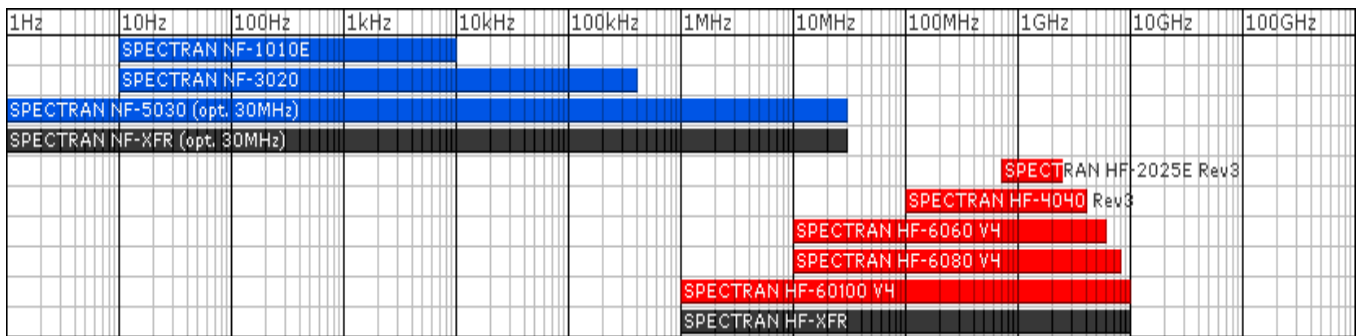 1Hz 10Hz 100Hz 1kHz 10kHz 100kHz 1MHz 10MHz 100MHz 1GHz 10GHz 100GHz
SPECTRAN NF-1010E
SPECTRAN NF-3020
SPECTRAN NF-5030 (opt. 30MHz)
SPECTRAN NF-XFR (opt. 30MHz)
SPECTRAN HF-2025E Rev3
SPECTRAN HF-4040 Rev3
SPECTRAN HF-6060 V4
SPECTRAN HF-6080 V4
SPECTRAN HF-60100 V4
SPECTRAN HF-XFR